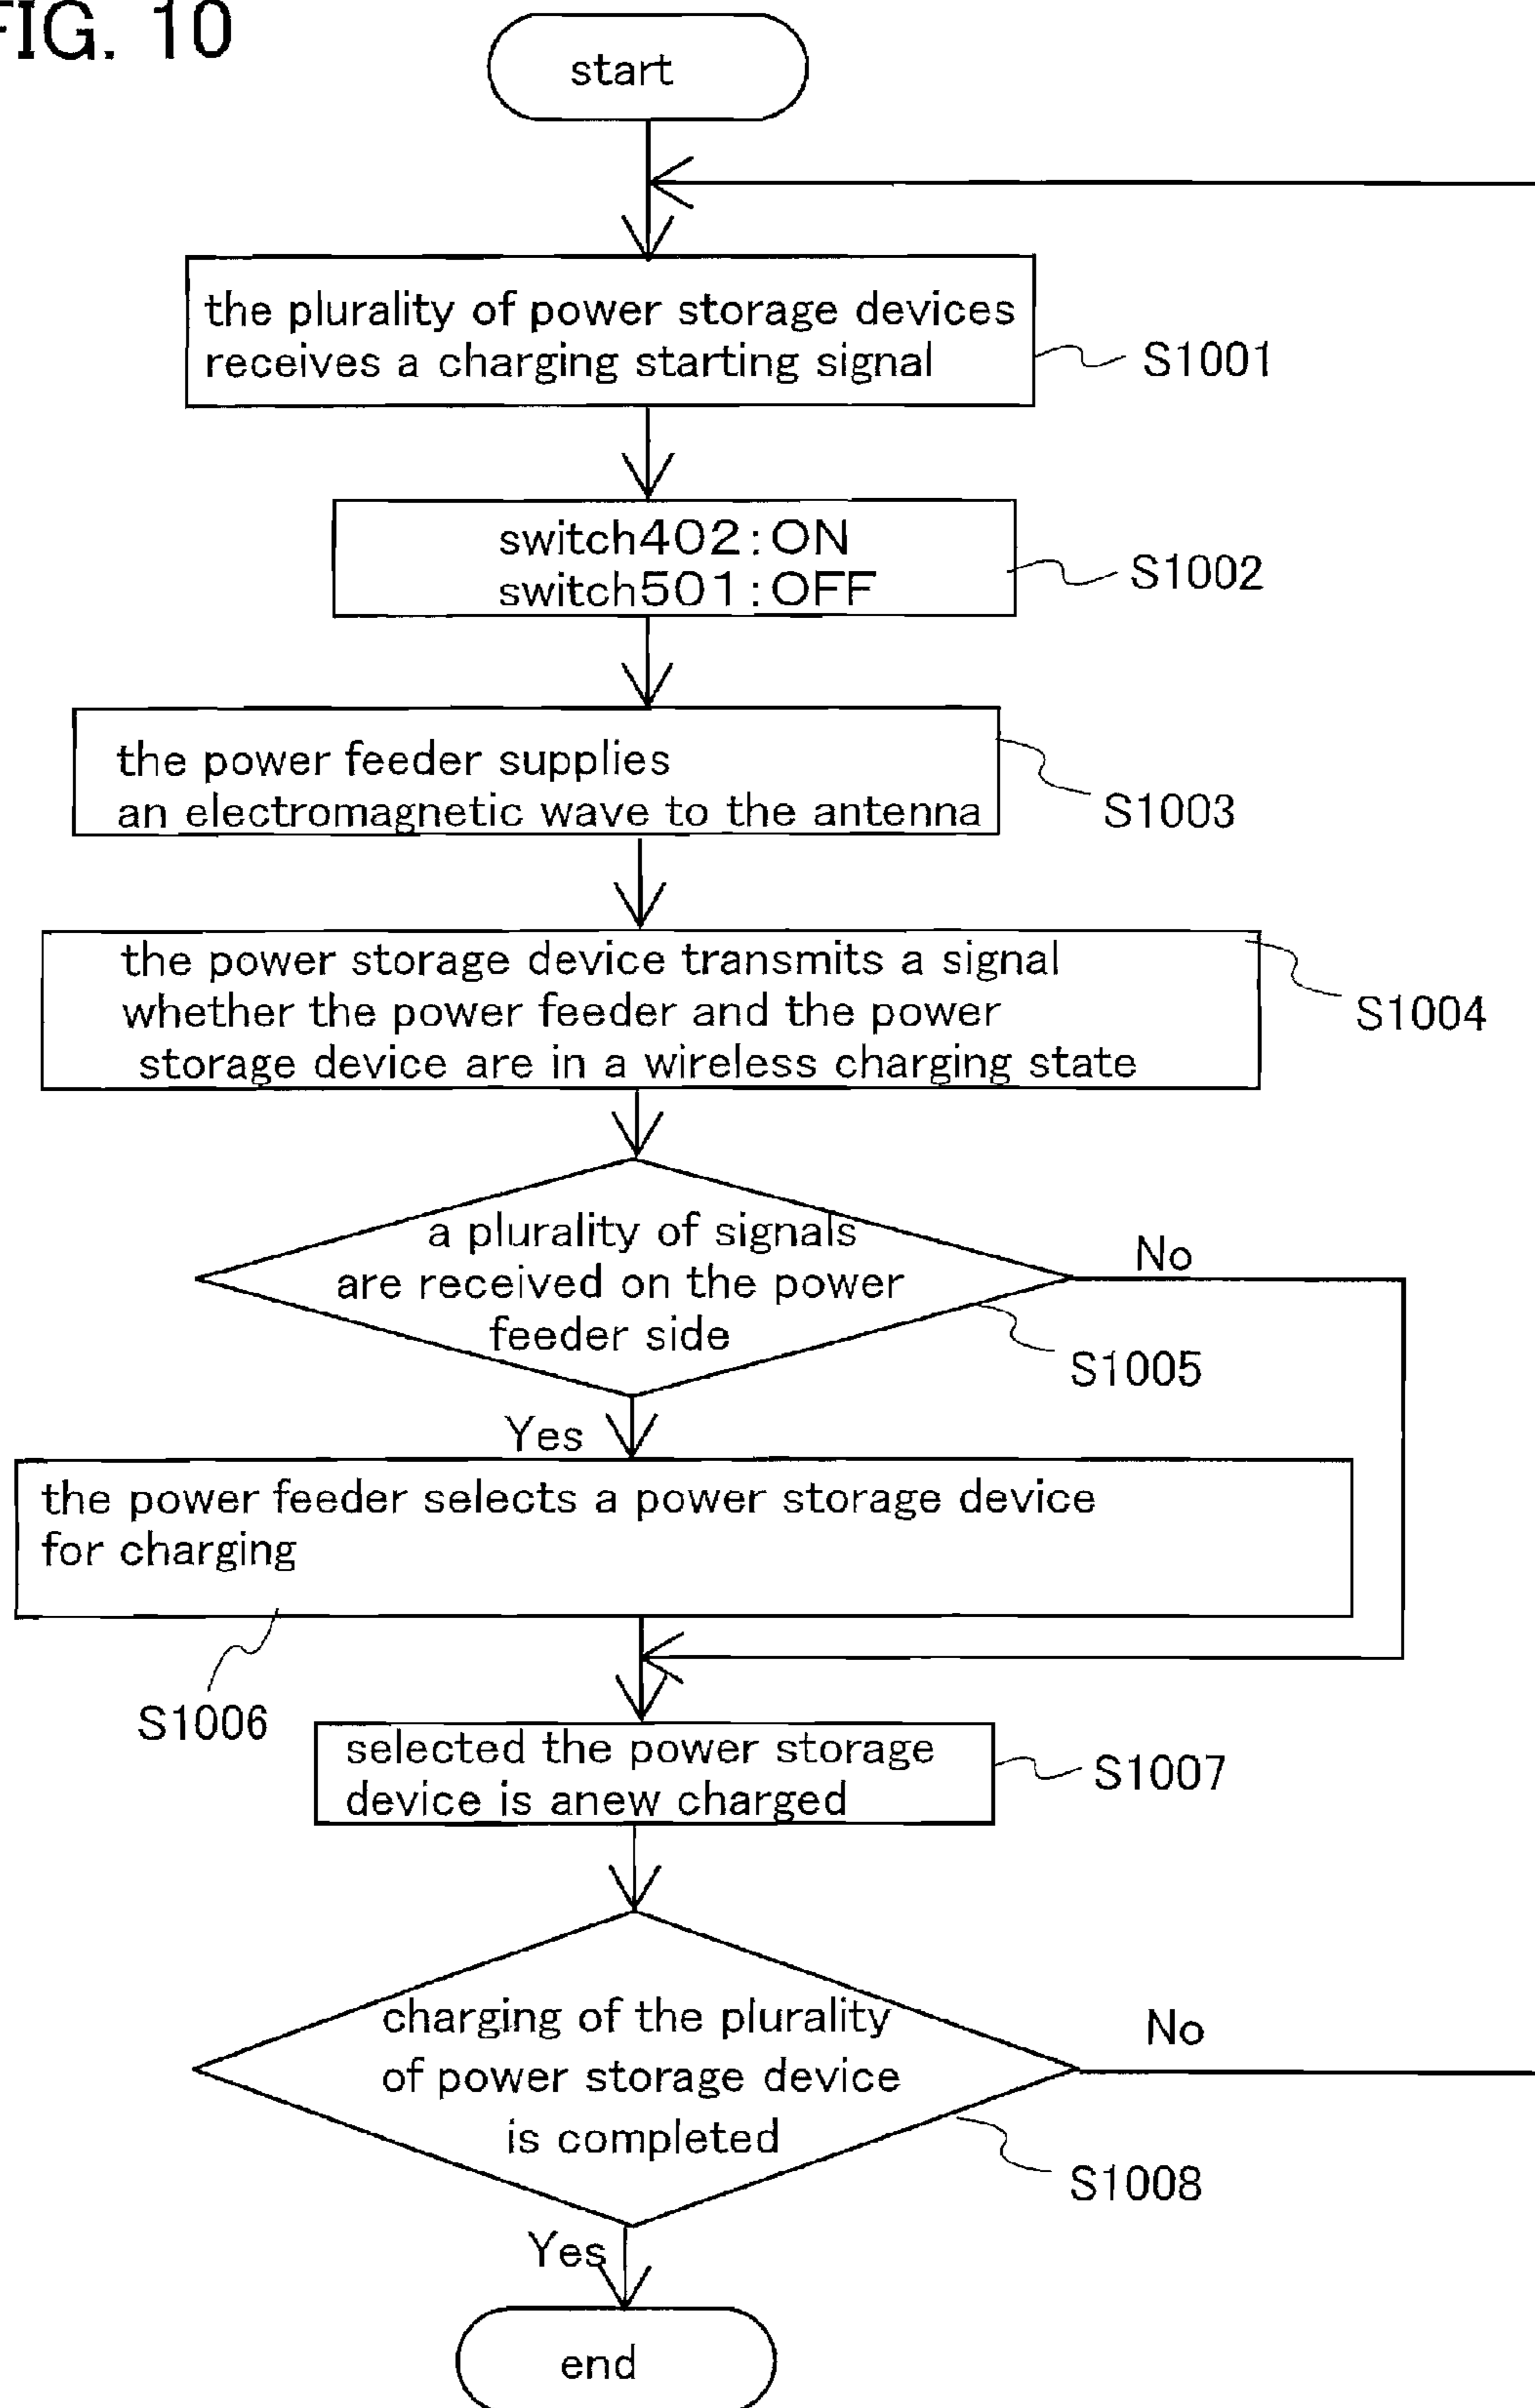 FIG. 10
start
the plurality of power storage devices
receives a charging starting signal
S1001
switch402:ON
switch501:OFF
S1002
the power feeder supplies
an electromagnetic wave to the antenna
S1003
the power storage device transmits a signal
whether the power feeder and the power
storage device are in a wireless charging state
S1004
a plurality of signals
are received on the power
feeder side
No
S1005
Yes
the power feeder selects a power storage device
for charging
S1006
selected the power storage
device is anew charged
S1007
charging of the plurality
of power storage device
is completed
No
S1008
Yes
end